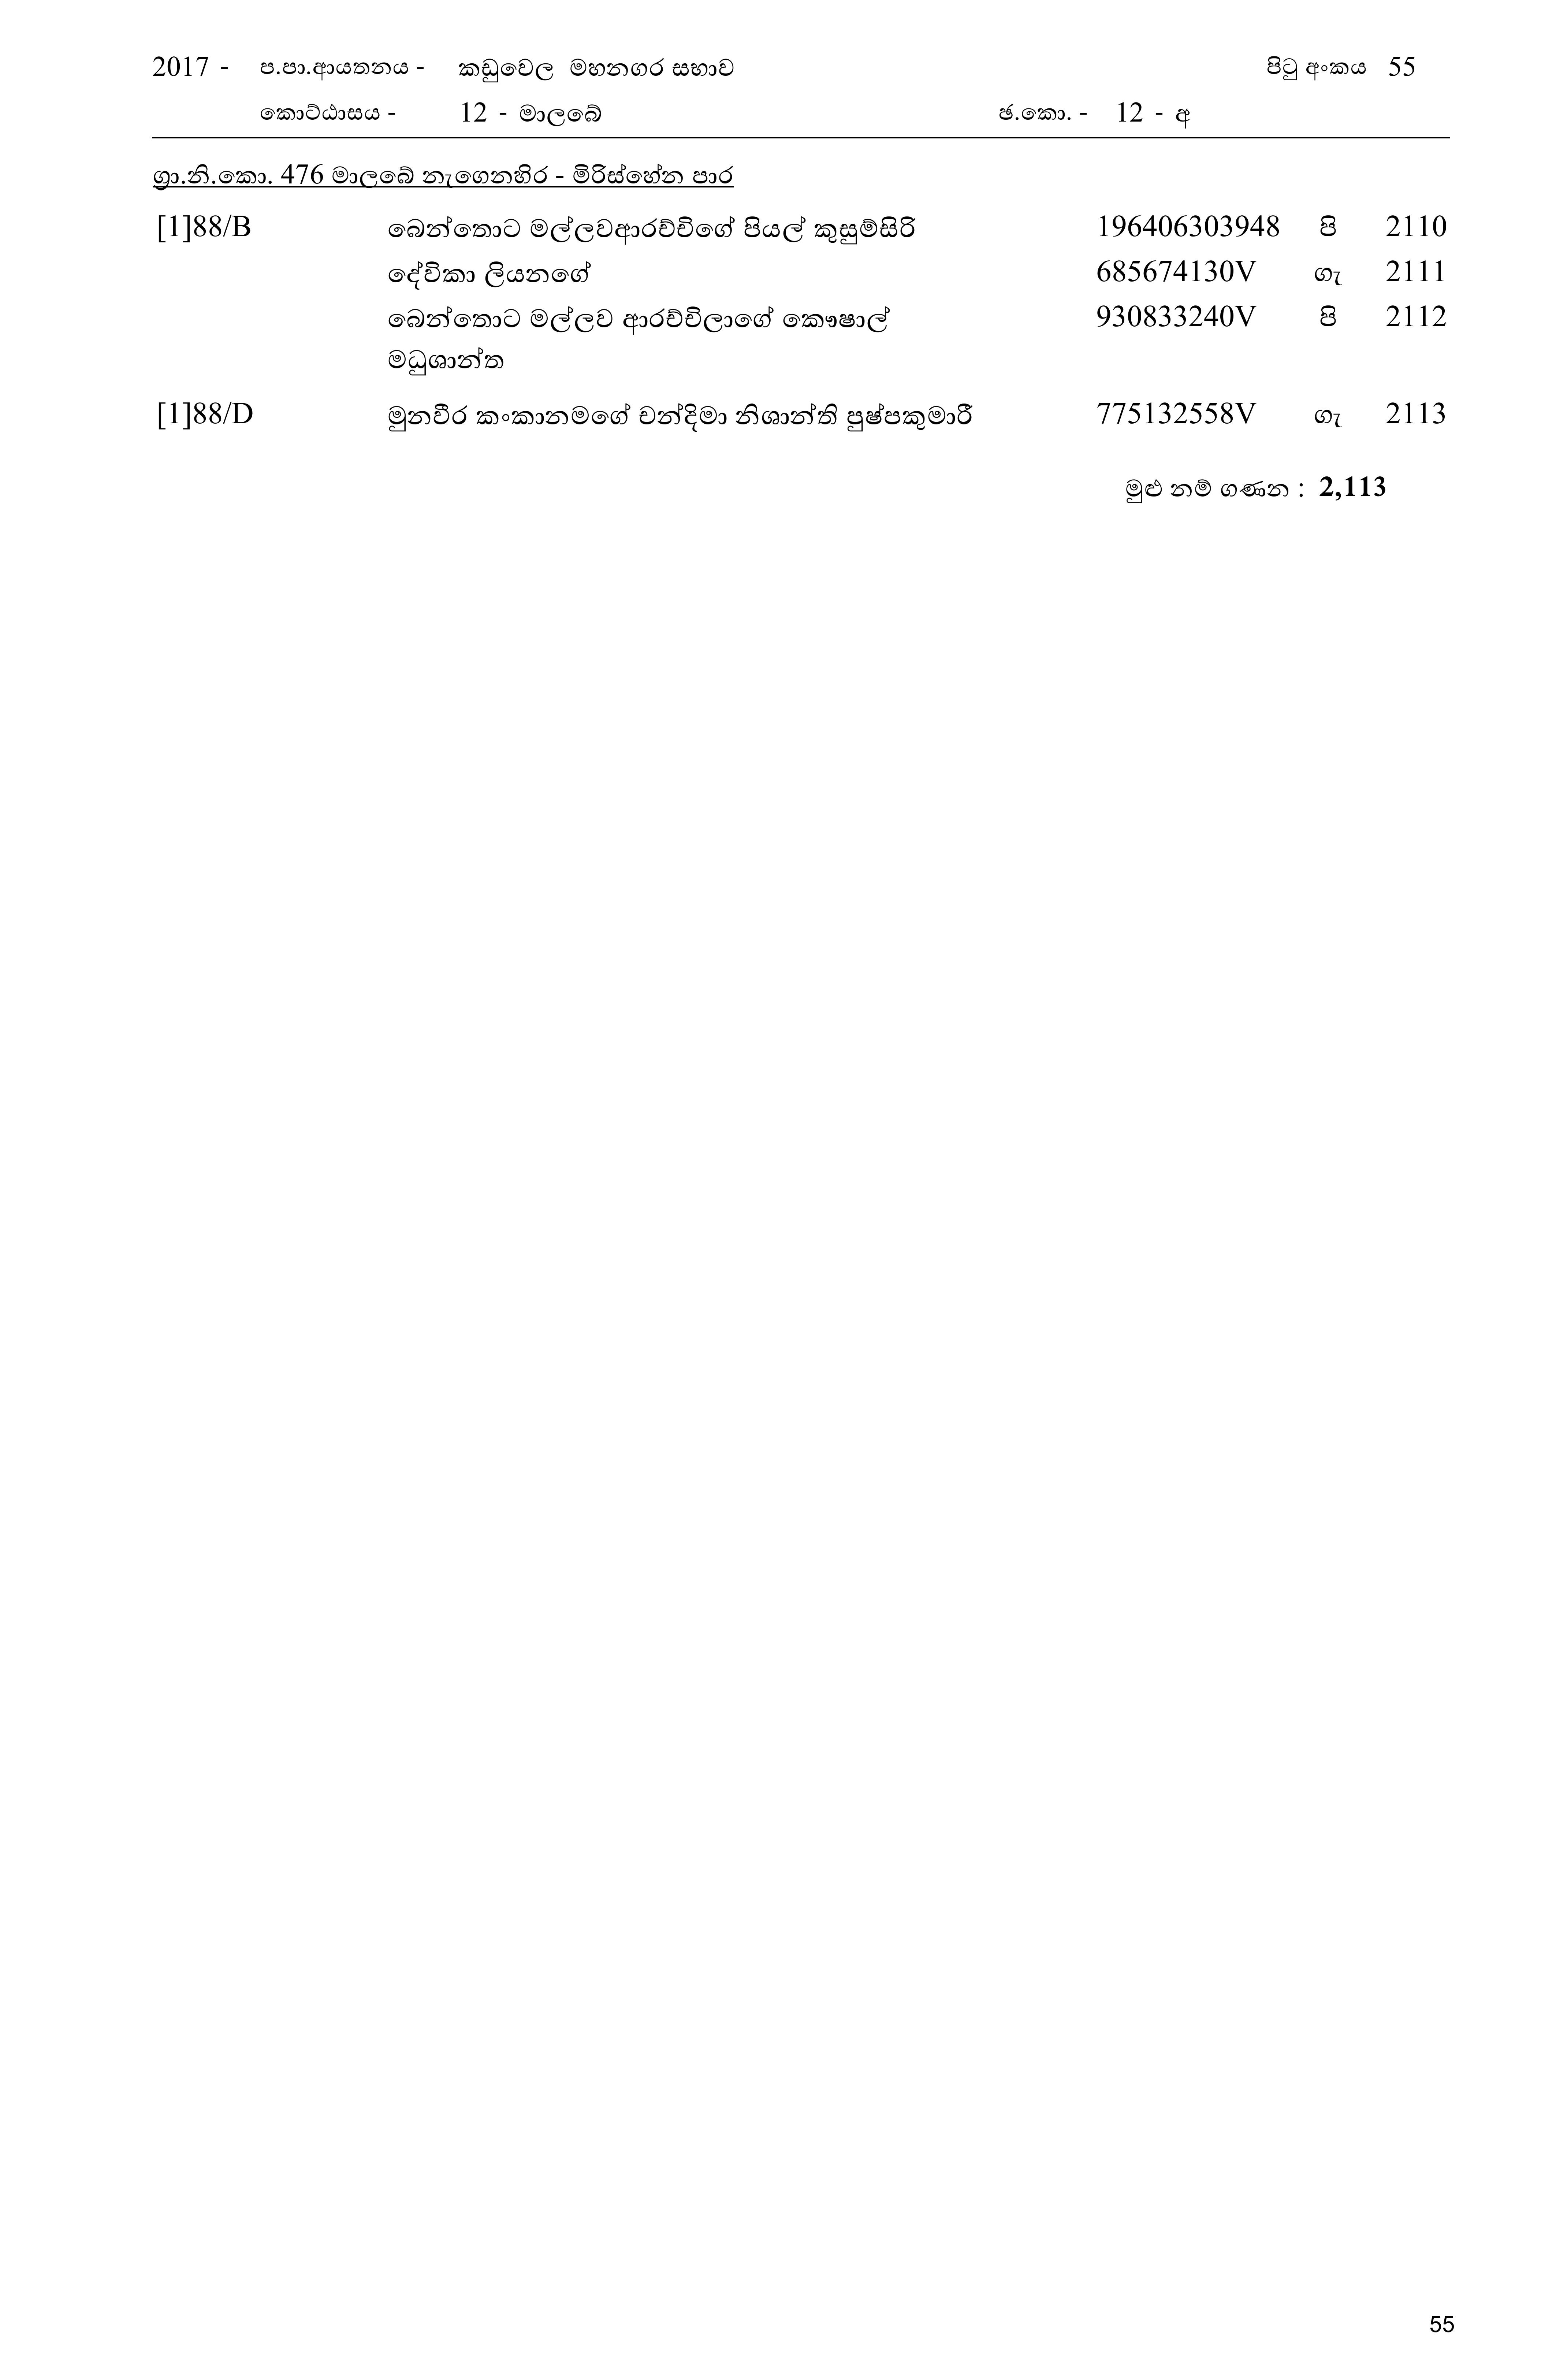 2017 - ප.පා.ආයතනය - කඩුවෙල මහනගර සභාව පිටු අංකය 55
කොට්ඨාසය - 12 - මාලබේ ඡ.කො. - 12 - අ
ග්‍රා.නි.කො. 476 මාලබේ නැගෙනහිර - මිරිස්හේන පාර
[1]88/B බෙන්තොට මල්ලවආරච්චිගේ පියල් කුසුම්සිරි 196406303948 පි 2110
දේවිකා ලියනගේ 685674130V ගැ 2111
බෙන්තොට මල්ලව ආරච්චිලාගේ කෞෂාල් 930833240V පි 2112
මධුශාන්ත
[1]88/D මුනවීර කංකානමගේ චන්දිමා නිශාන්ති පුෂ්පකුමාරී 775132558V ගැ 2113
මුළු නම් ගණන : 2,113
55